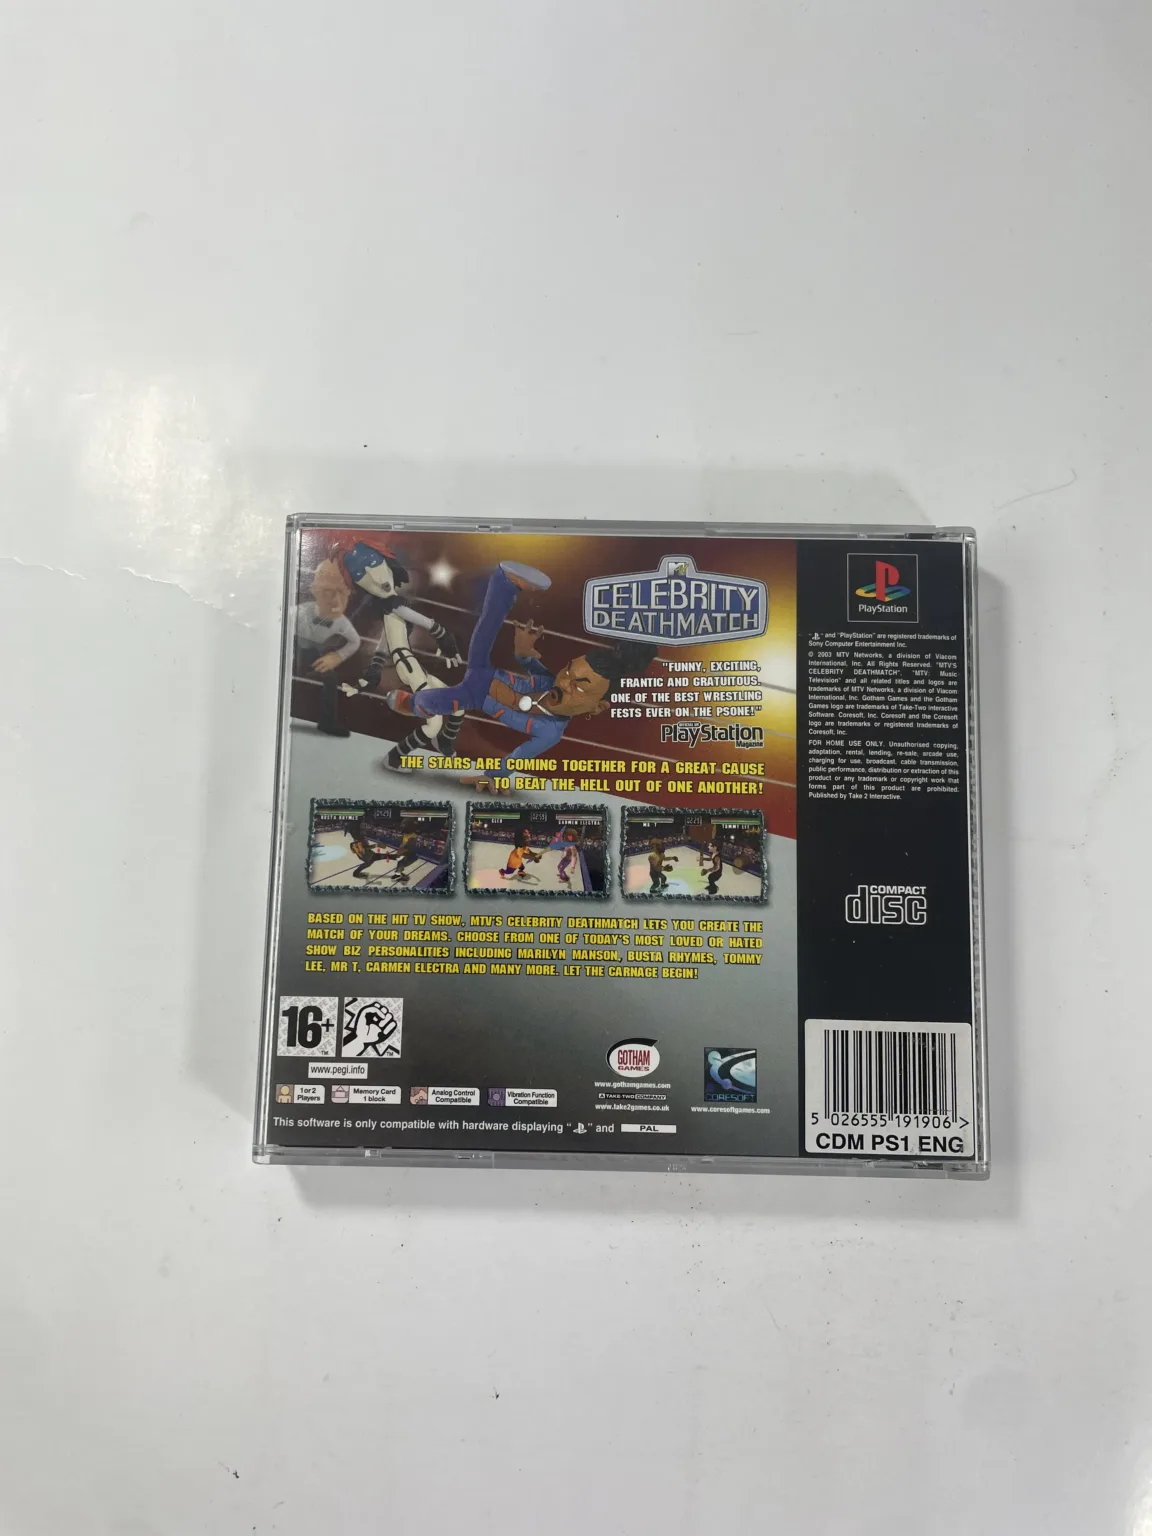 CELEBRITY
DEATHMATCH
"FUNNY, EXCITING,
FRANTIC AND GRATUITOUS.
ONE OF THE BEST WRESTLING
FESTS EVER ON THE PSONE!"
OFFICIAL UK
PlayStation
Magazine
THE STARS ARE COMING TOGETHER FOR A GREAT CAUSE
– TO BEAT THE HELL OUT OF ONE ANOTHER!
BUSTA RHYMES MR T
CARMEN ELECTRA
MR T TOMMY LEE
BASED ON THE HIT TV SHOW, MTV'S CELEBRITY DEATHMATCH LETS YOU CREATE THE
MATCH OF YOUR DREAMS. CHOOSE FROM ONE OF TODAY'S MOST LOVED OR HATED
SHOW BIZ PERSONALITIES INCLUDING MARILYN MANSON, BUSTA RHYMES, TOMMY
LEE, MR T, CARMEN ELECTRA AND MANY MORE. LET THE CARNAGE BEGIN!
16+
TM TM
www.pegi.info
1 or 2
Players
Memory Card
1 block
Analog Control
Compatible
Vibration Function
Compatible
GOTHAM
GAMES
www.gothamgames.com
A TAKE-TWO COMPANY
www.take2games.co.uk
CORESOFT
www.coresoftgames.com
This software is only compatible with hardware displaying " " and PAL
PlayStation
" " and "PlayStation" are registered trademarks of
Sony Computer Entertainment Inc.
© 2003 MTV Networks, a division of Viacom
International, Inc. All Rights Reserved. "MTV'S
CELEBRITY DEATHMATCH", "MTV: Music
Television" and all related titles and logos are
trademarks of MTV Networks, a division of Viacom
International, Inc. Gotham Games and the Gotham
Games logo are trademarks of Take-Two Interactive
Software. Coresoft, Inc. Coresoft and the Coresoft
logo are trademarks or registered trademarks of
Coresoft, Inc.
FOR HOME USE ONLY. Unauthorised copying,
adaptation, rental, lending, re-sale, arcade use,
charging for use, broadcast, cable transmission,
public performance, distribution or extraction of this
product or any trademark or copyright work that
forms part of this product are prohibited.
Published by Take 2 Interactive.
COMPACT
disc
5 026555 191906 >
CDM PS1 ENG